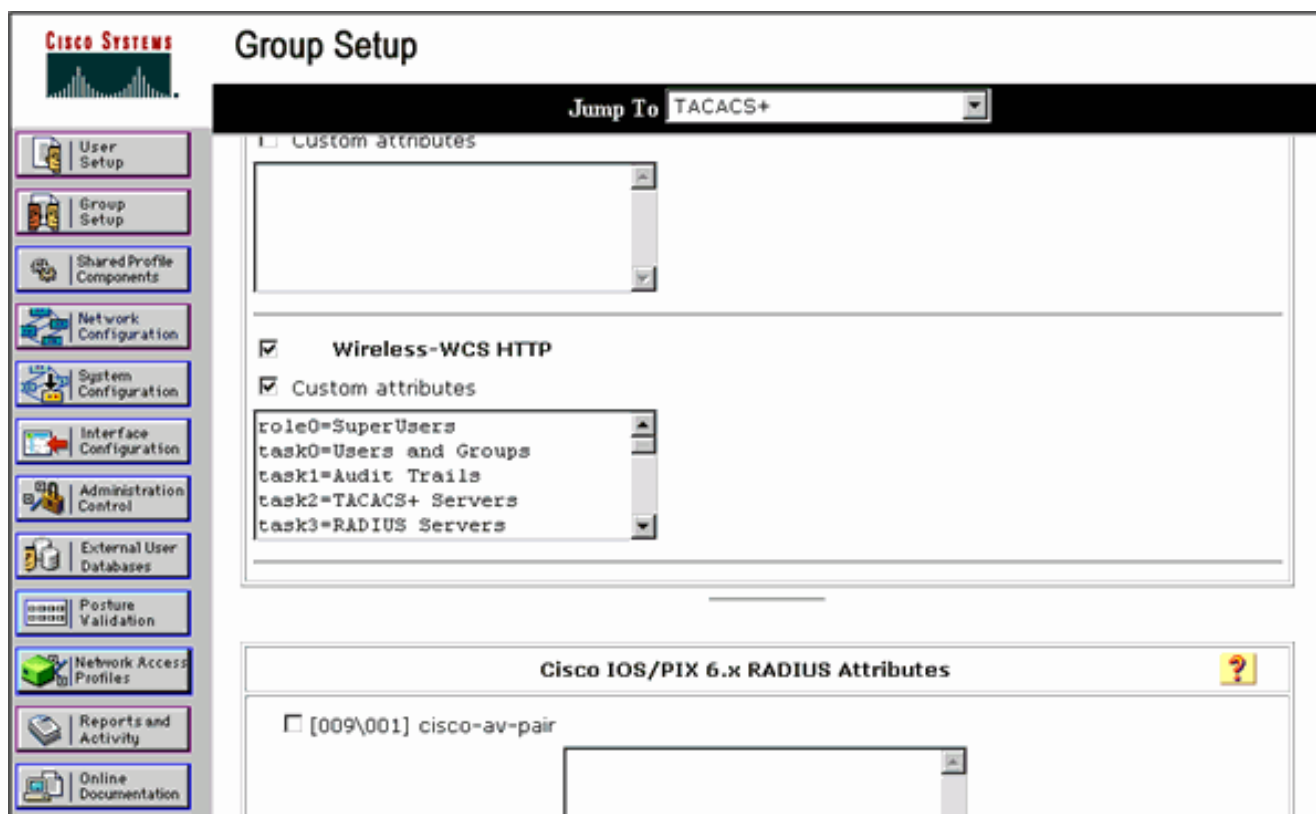 CISCO SYSTEMS
Group Setup
Jump To TACACS+
User
Setup
Group
Setup
Shared Profile
Components
Network
Configuration
System
Configuration
Interface
Configuration
Administration
Control
External User
Databases
Posture
Validation
Network Access
Profiles
Reports and
Activity
Online
Documentation
Custom attributes
Wireless-WCS HTTP
Custom attributes
role0=SuperUsers
task0=Users and Groups
task1=Audit Trails
task2=TACACS+ Servers
task3=RADIUS Servers
Cisco IOS/PIX 6.x RADIUS Attributes
?
[009\001] cisco-av-pair